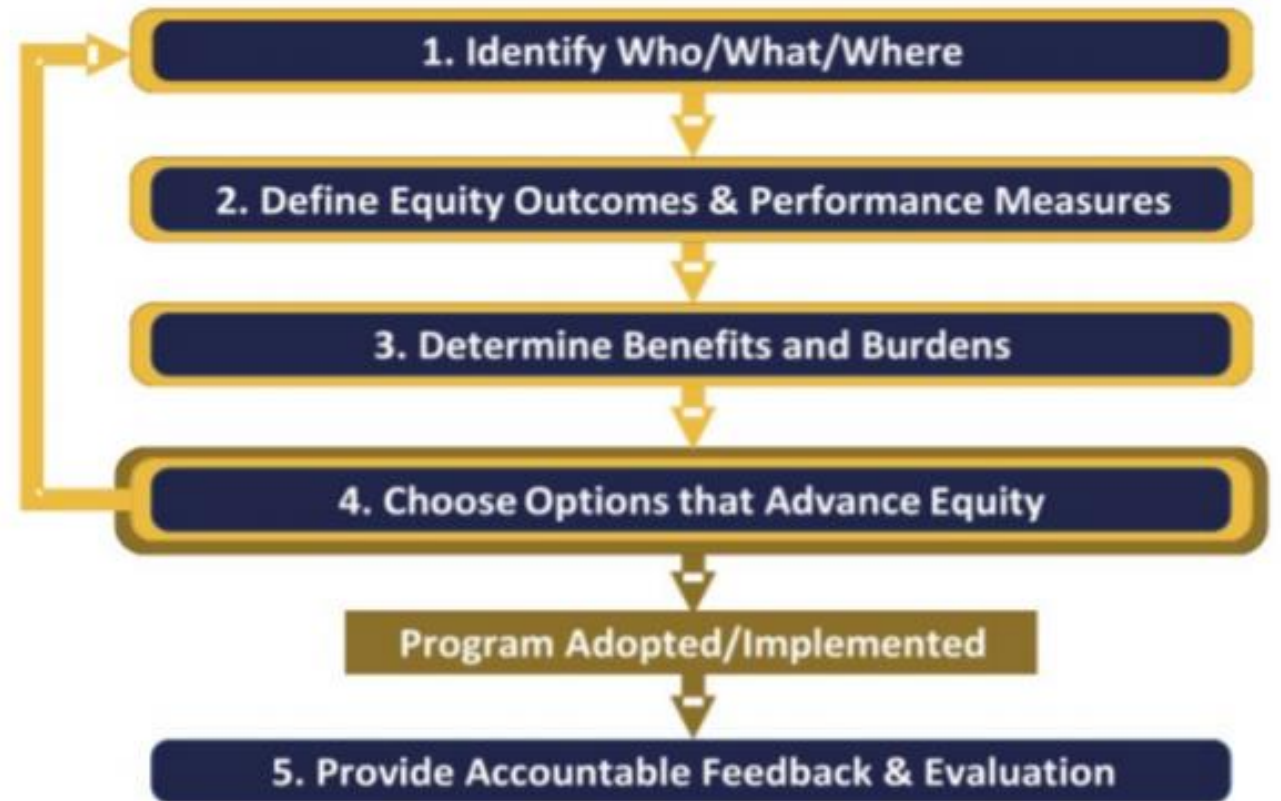 1. Identify Who/What/Where
2. Define Equity Outcomes & Performance Measures
3. Determine Benefits and Burdens
4. Choose Options that Advance Equity
Program Adopted/Implemented
5. Provide Accountable Feedback & Evaluation